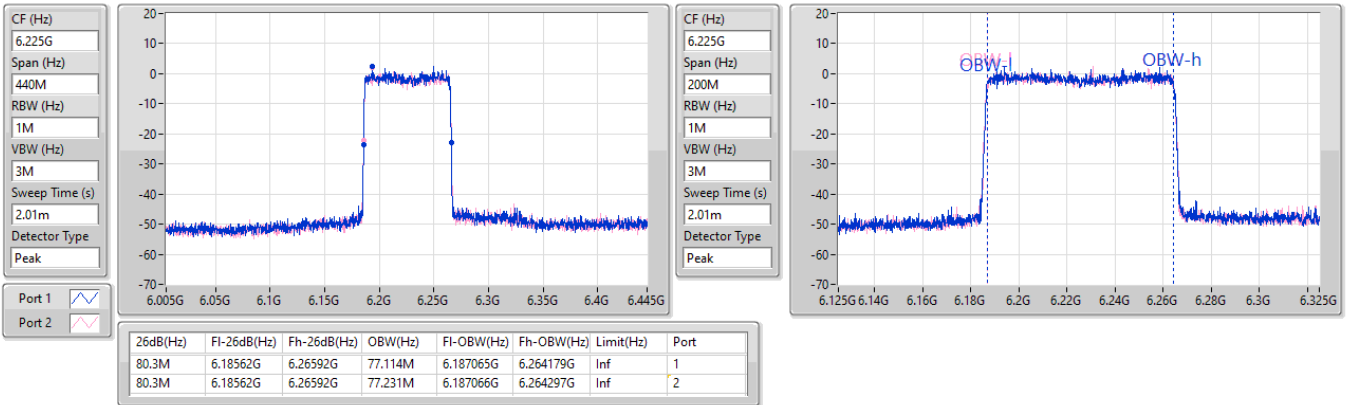 CF (Hz)
6.225G
Span (Hz)
440M
RBW (Hz)
1M
VBW (Hz)
3M
Sweep Time (s)
2.01m
Detector Type
Peak
Port 1
Port 2
20
10
0
-10
-20
-30
-40
-50
-60
-70
6.005G 6.05G 6.1G 6.15G 6.2G 6.25G 6.3G 6.35G 6.4G 6.445G
CF (Hz)
6.225G
Span (Hz)
200M
RBW (Hz)
1M
VBW (Hz)
3M
Sweep Time (s)
2.01m
Detector Type
Peak
20
10
0
-10
-20
-30
-40
-50
-60
-70
OBW-l
OBW-l
OBW-h
6.125G 6.14G 6.16G 6.18G 6.2G 6.22G 6.24G 6.26G 6.28G 6.3G 6.325G
26dB(Hz) Fl-26dB(Hz) Fh-26dB(Hz) OBW(Hz) Fl-OBW(Hz) Fh-OBW(Hz) Limit(Hz) Port
80.3M 6.18562G 6.26592G 77.114M 6.187065G 6.264179G Inf 1
80.3M 6.18562G 6.26592G 77.231M 6.187066G 6.264297G Inf 2